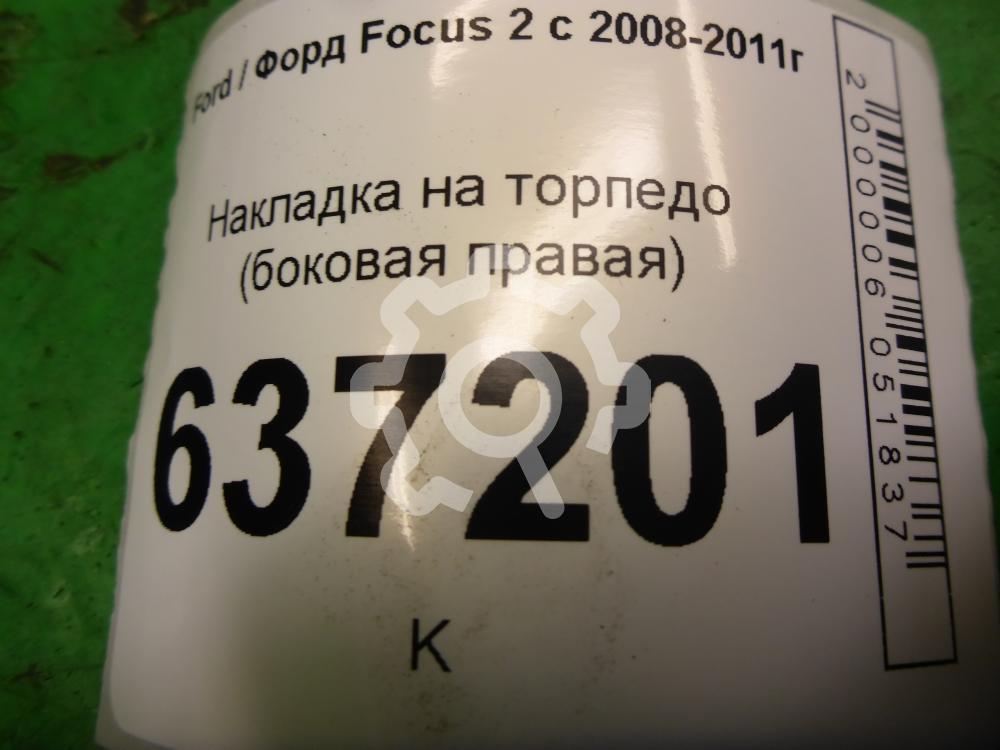 Ford / Форд Focus 2 с 2008-2011г
Накладка на торпедо
(боковая правая)
637201
К
2000006051837